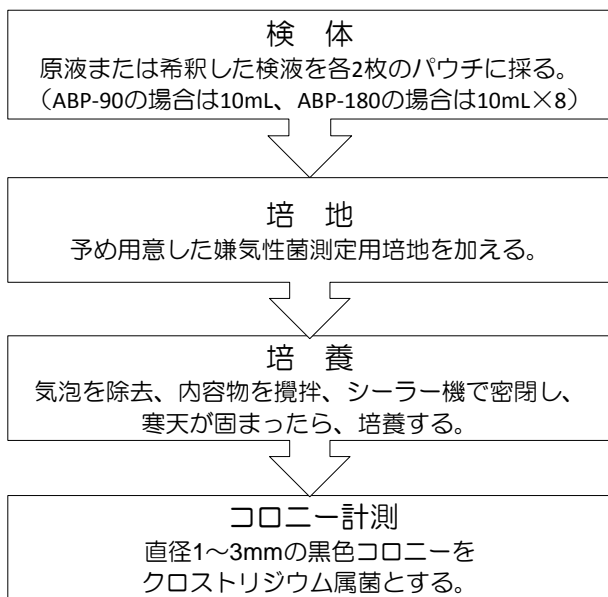 検　体
原液または希釈した検液を各2枚のパウチに採る。
（ABP-90の場合は10mL、ABP-180の場合は10mL×8）
培　地
予め用意した嫌気性菌測定用培地を加える。
培　養
気泡を除去、内容物を攪拌、シーラー機で密閉し、
寒天が固まったら、培養する。
コロニー計測
直径1～3mmの黒色コロニーを
クロストリジウム属菌とする。